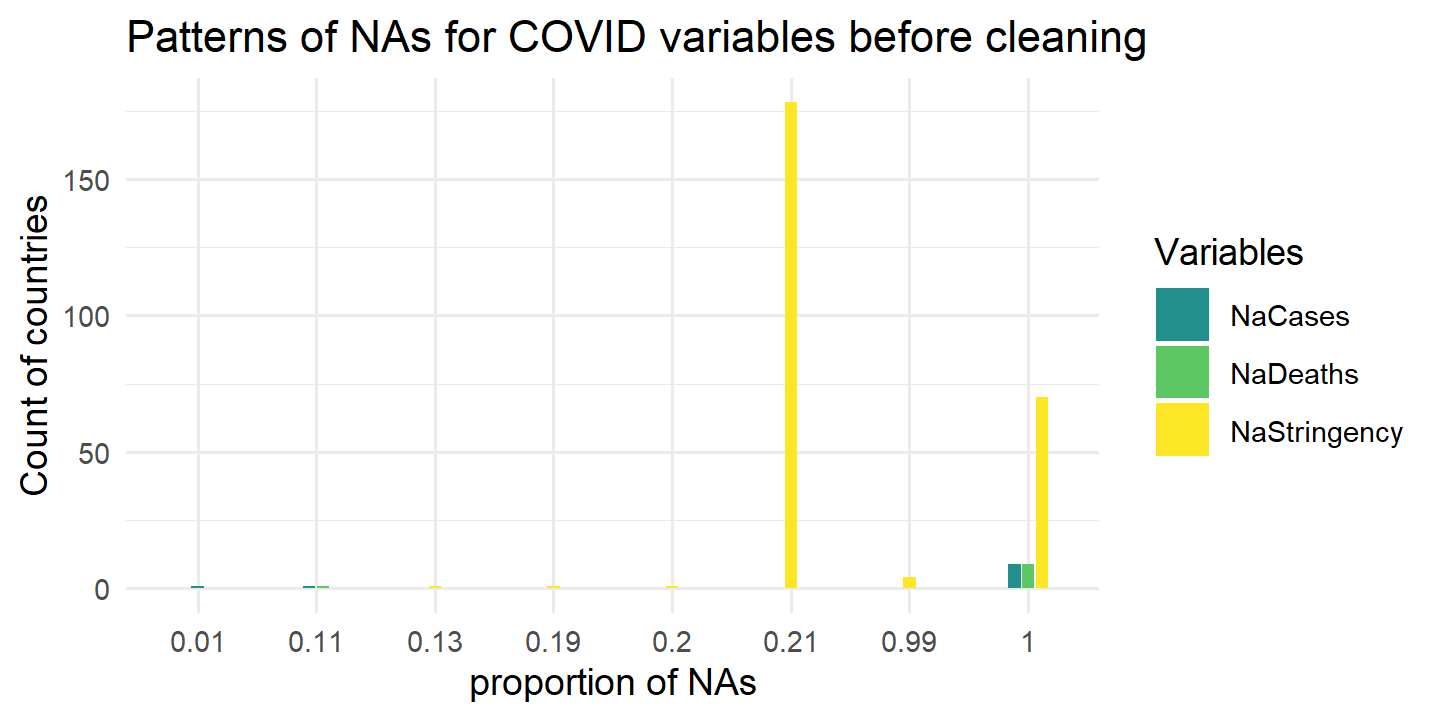 Patterns of NAs for COVID variables before cleaning
Count of countries
150
100
50
0
0.01 0.11 0.13 0.19 0.2 0.21 0.99 1
proportion of NAs
Variables
NaCases
NaDeaths
NaStringency